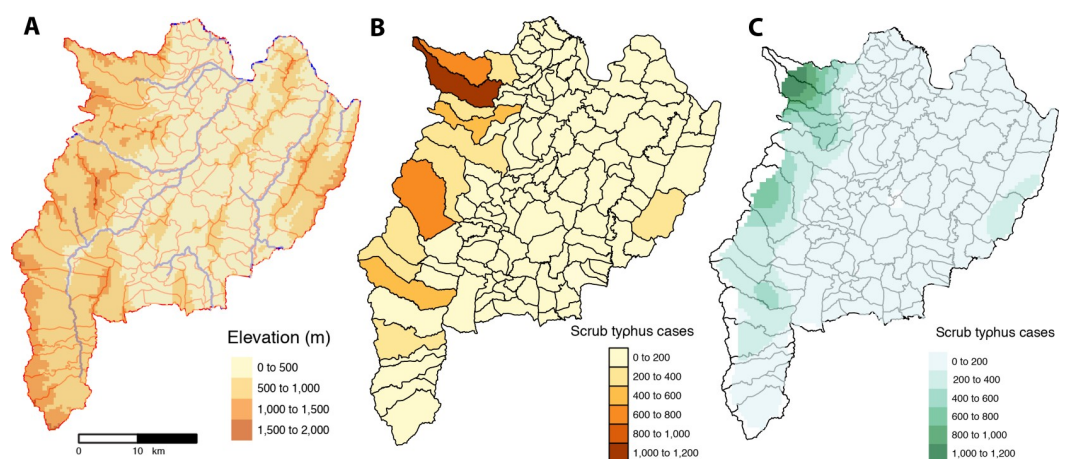 A
B
C
Elevation (m)
0 to 500
500 to 1,000
1,000 to 1,500
1,500 to 2,000
0 10 km
Scrub typhus cases
0 to 200
200 to 400
400 to 600
600 to 800
800 to 1,000
1,000 to 1,200
Scrub typhus cases
0 to 200
200 to 400
400 to 600
600 to 800
800 to 1,000
1,000 to 1,200